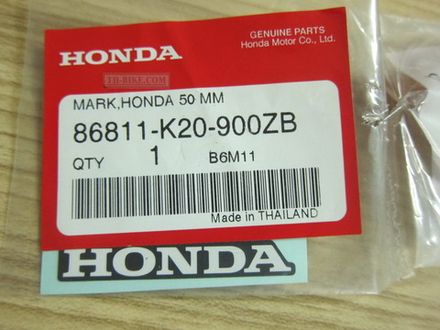 HONDA
GENUINE PARTS
Honda Motor Co., Ltd.
TH-BIKE.COM
MARK,HONDA 50 MM
86811-K20-900ZB
QTY 1 B6M11
Made in THAILAND
HONDA